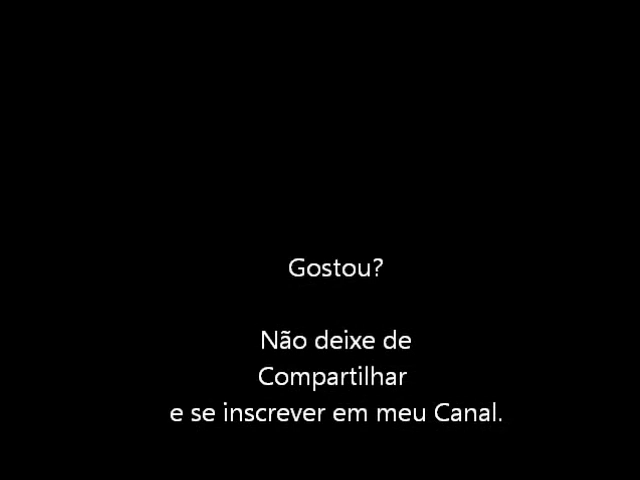 Gostou?
Não deixe de
Compartilhar
e se inscrever em meu Canal.